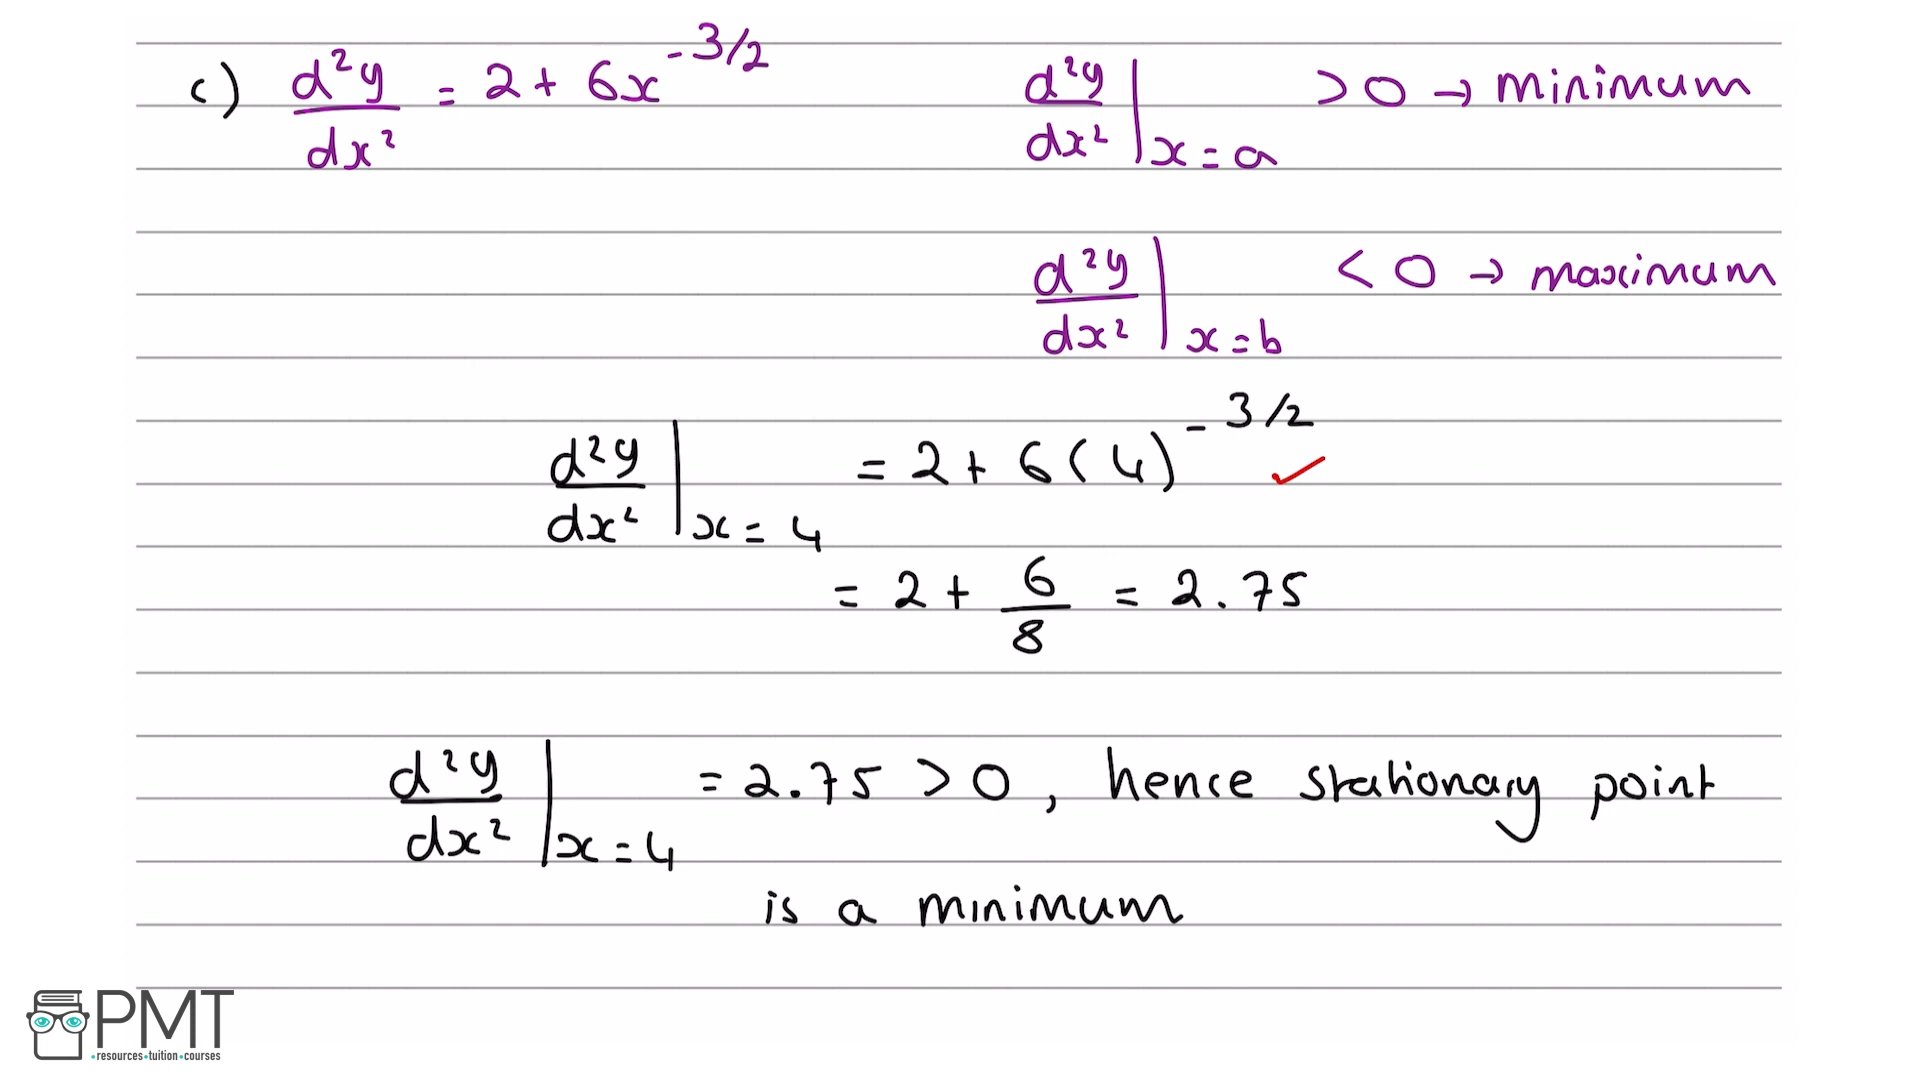 c) d²y/dx² = 2 + 6x^(-3/2)
d²y/dx² |x=a > 0 → minimum
d²y/dx² |x=b < 0 → maximum
d²y/dx² |x=4 = 2 + 6(4)^(-3/2) ✓
= 2 + 6/8 = 2.75
d²y/dx² |x=4 = 2.75 > 0, hence stationary point
is a minimum
PMT
•resources•tuition•courses